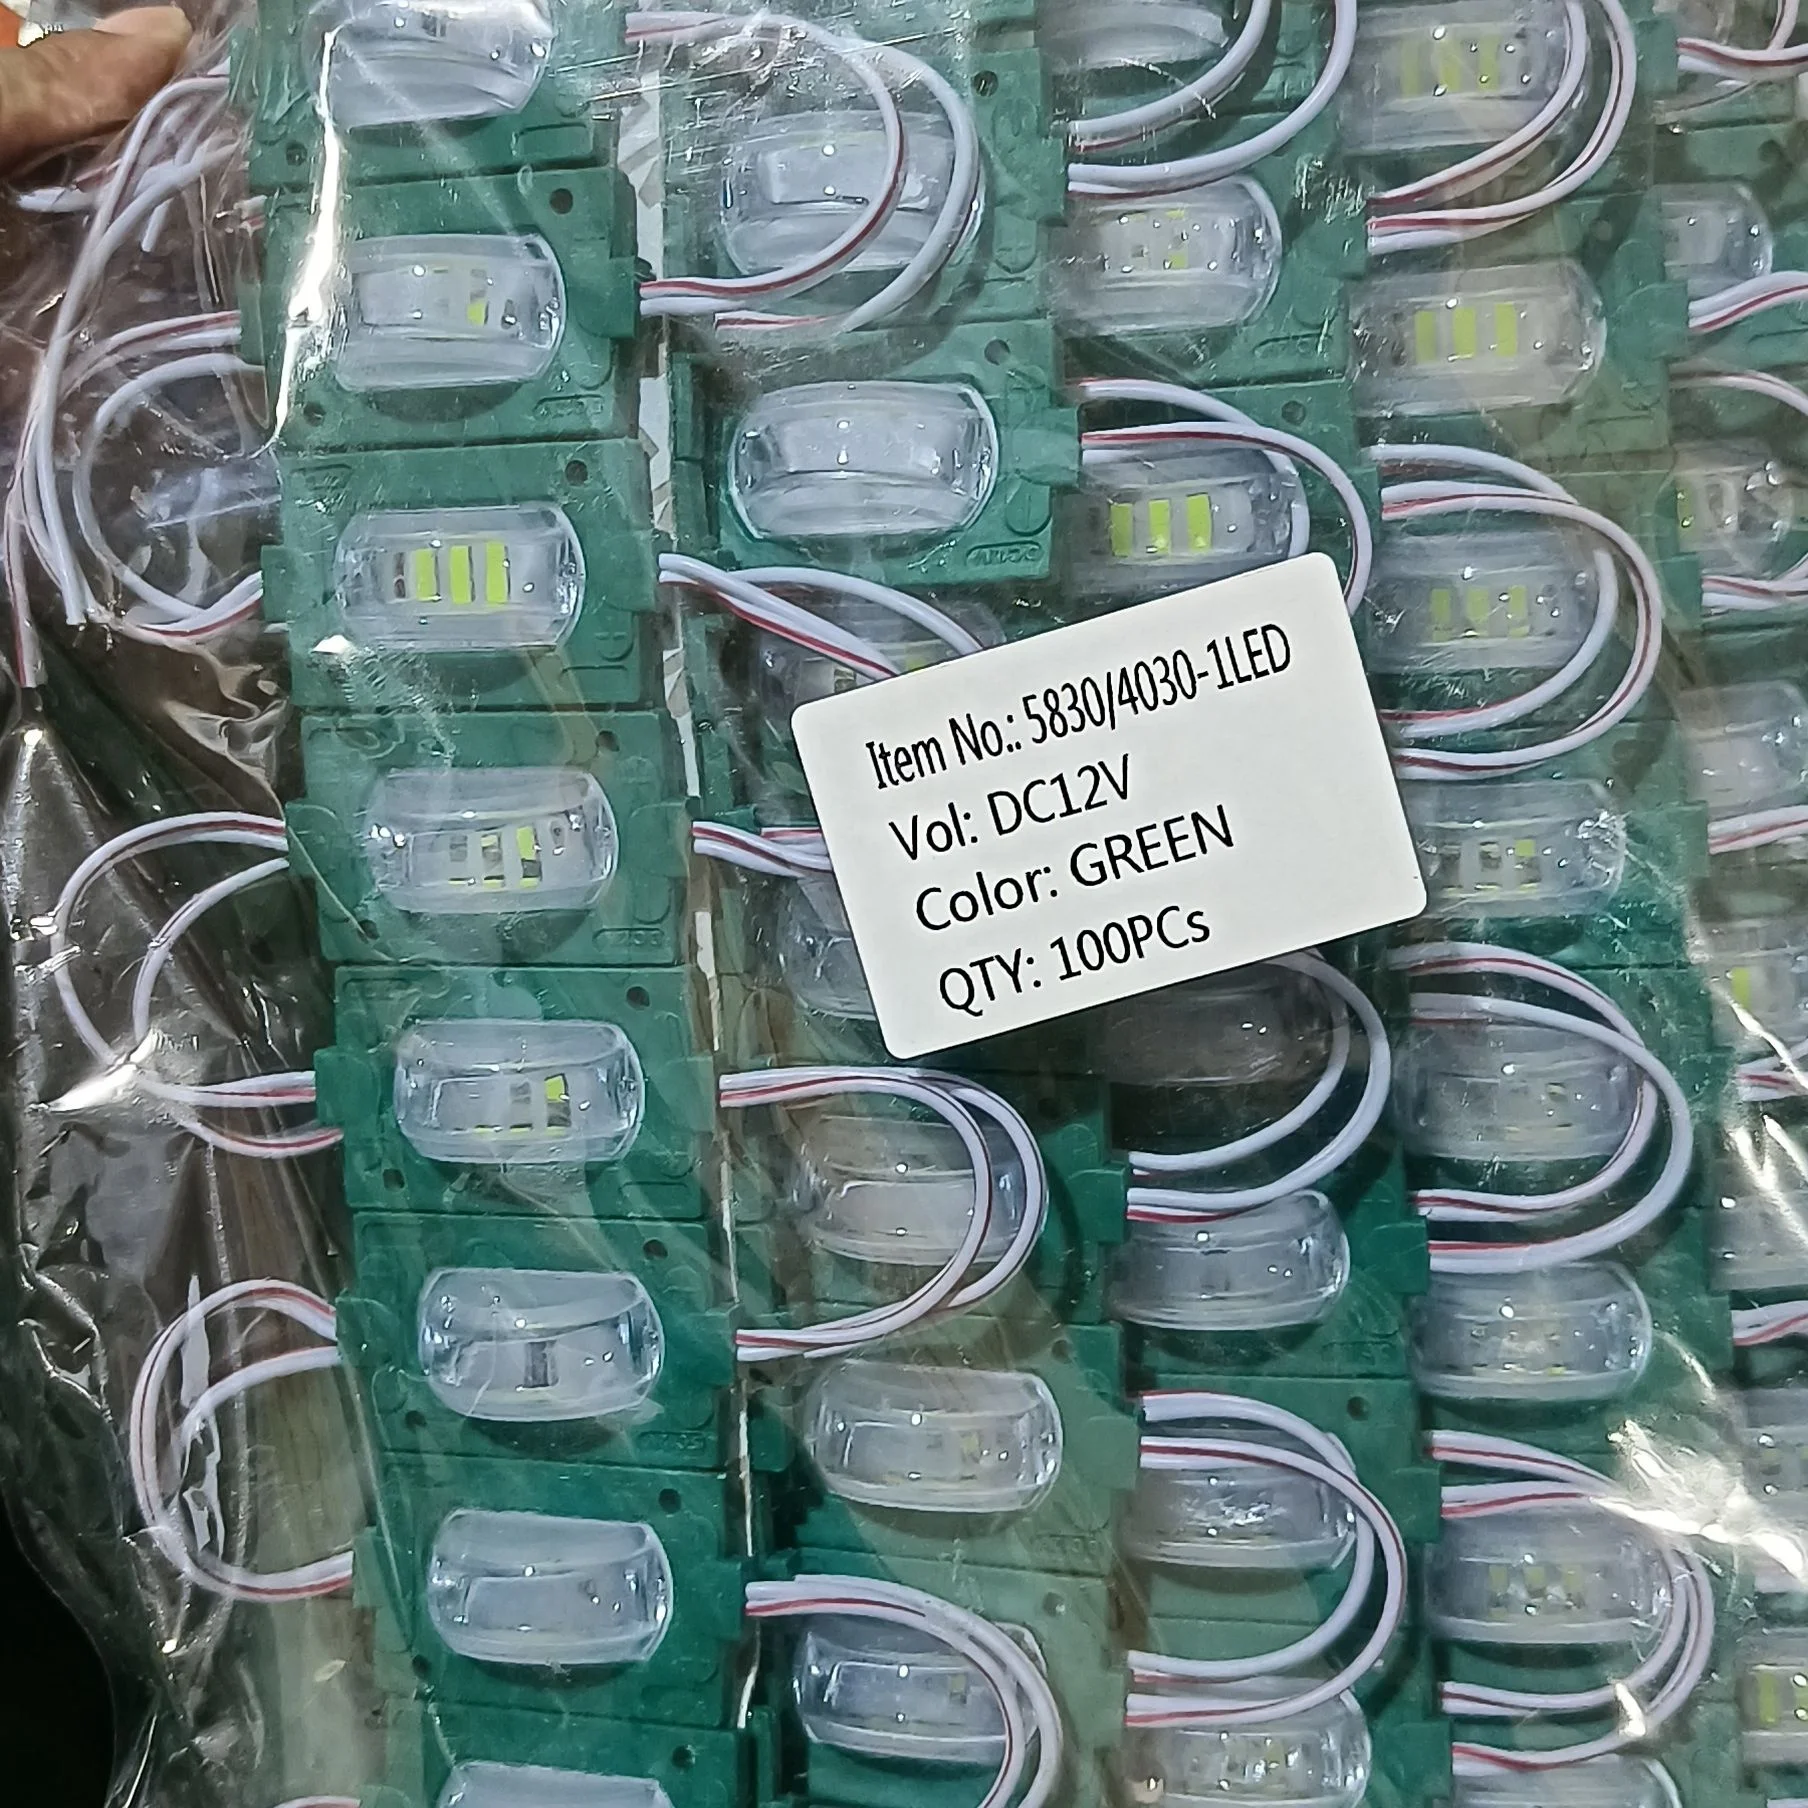 Item No.: 5830/4030-1LED
Vol: DC12V
Color: GREEN
QTY: 100PCs